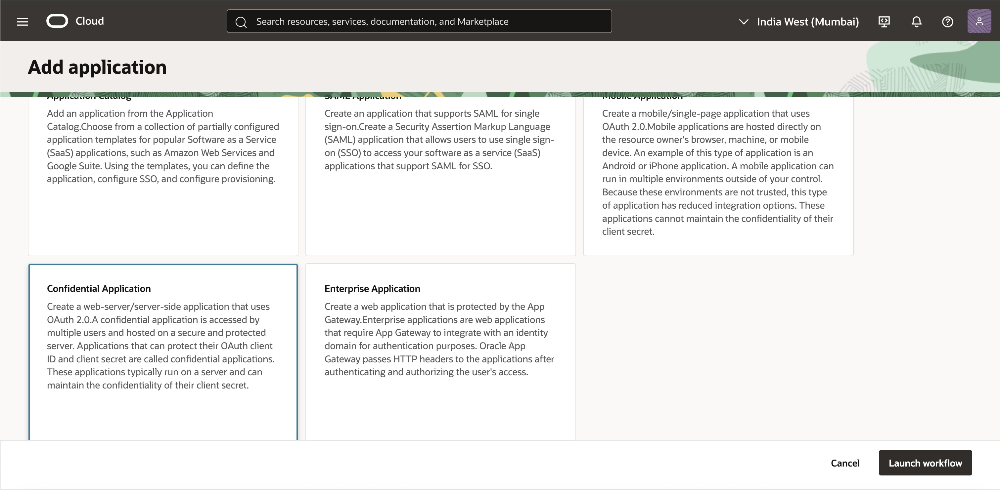 Cloud
Search resources, services, documentation, and Marketplace
India West (Mumbai)
Add application
Application Catalog
Add an application from the Application
Catalog.Choose from a collection of partially configured
application templates for popular Software as a Service
(SaaS) applications, such as Amazon Web Services and
Google Suite. Using the templates, you can define the
application, configure SSO, and configure provisioning.
SAML Application
Create an application that supports SAML for single
sign-on.Create a Security Assertion Markup Language
(SAML) application that allows users to use single sign-
on (SSO) to access your software as a service (SaaS)
applications that support SAML for SSO.
Mobile Application
Create a mobile/single-page application that uses
OAuth 2.0.Mobile applications are hosted directly on
the resource owner's browser, machine, or mobile
device. An example of this type of application is an
Android or iPhone application. A mobile application can
run in multiple environments outside of your control.
Because these environments are not trusted, this type
of application has reduced integration options. These
applications cannot maintain the confidentiality of their
client secret.
Confidential Application
Create a web-server/server-side application that uses
OAuth 2.0.A confidential application is accessed by
multiple users and hosted on a secure and protected
server. Applications that can protect their OAuth client
ID and client secret are called confidential applications.
These applications typically run on a server and can
maintain the confidentiality of their client secret.
Enterprise Application
Create a web application that is protected by the App
Gateway.Enterprise applications are web applications
that require App Gateway to integrate with an identity
domain for authentication purposes. Oracle App
Gateway passes HTTP headers to the applications after
authenticating and authorizing the user's access.
Cancel
Launch workflow